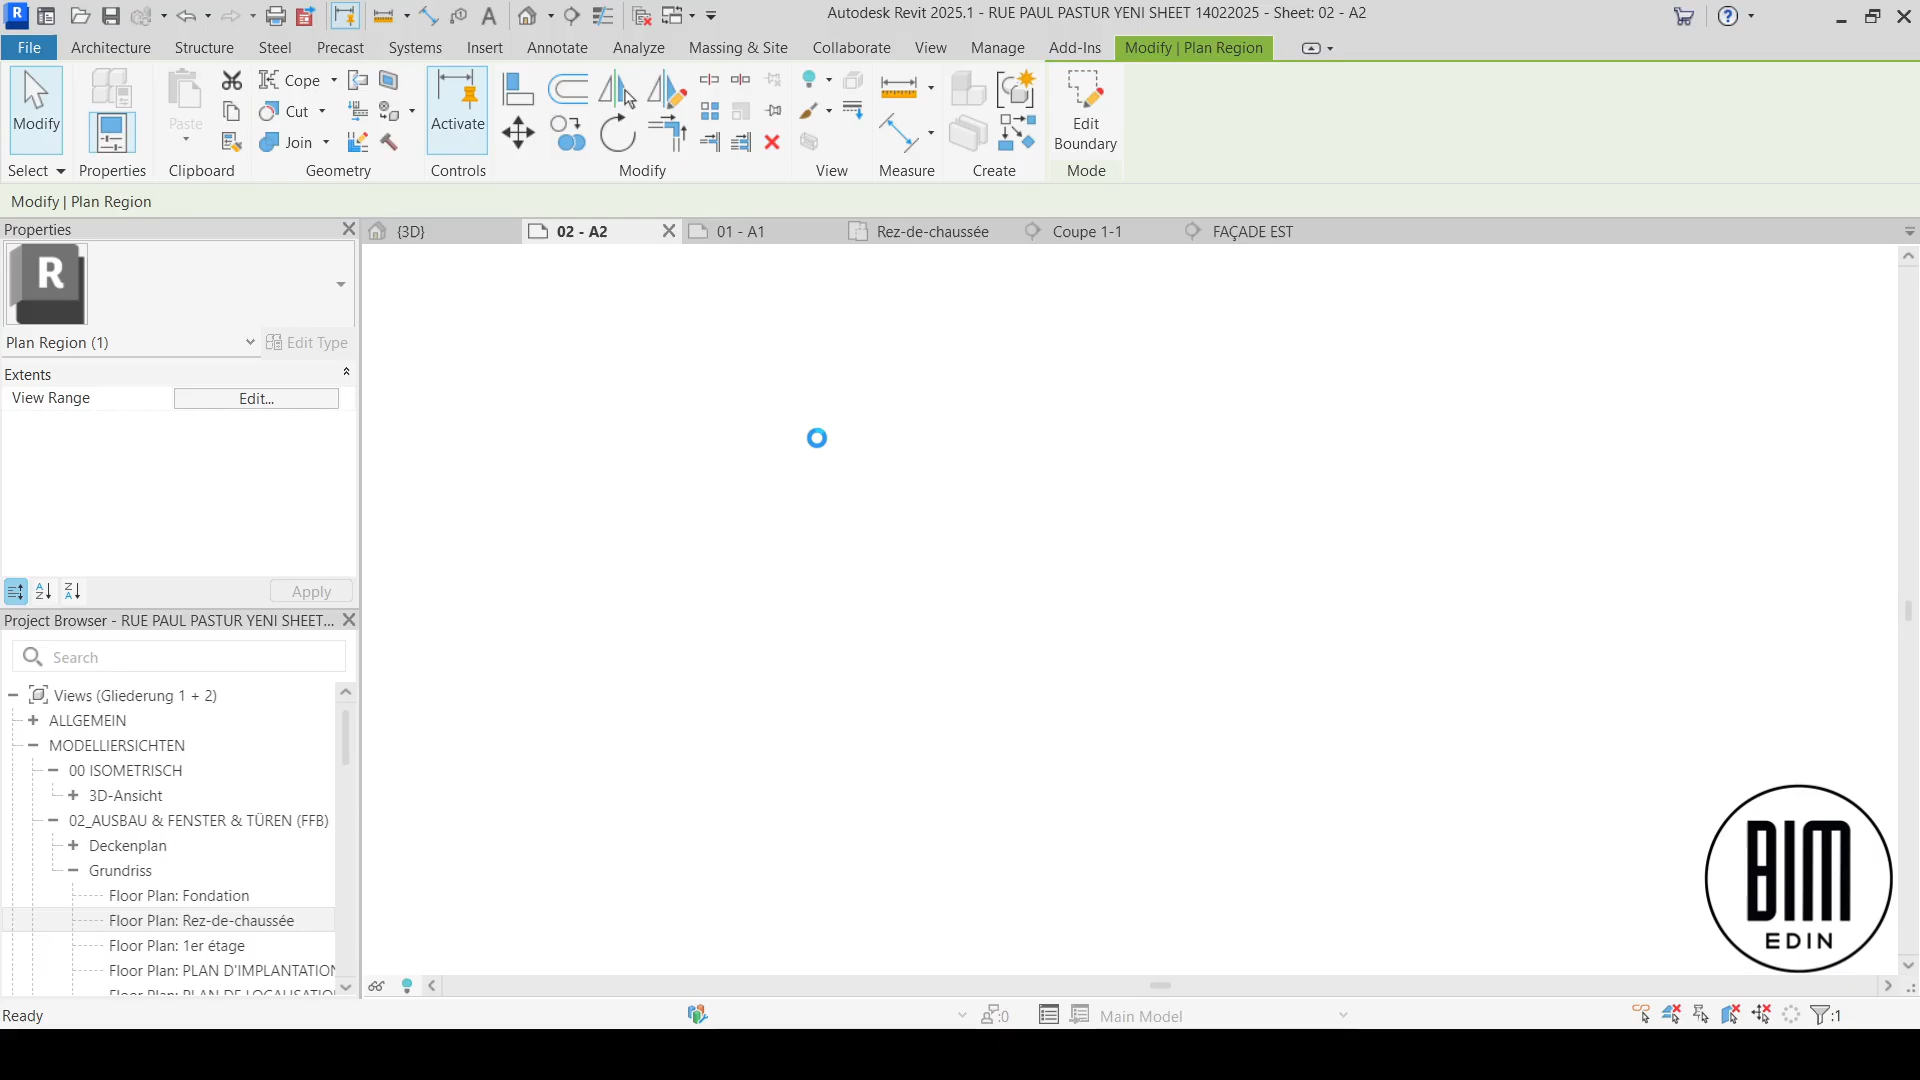 Autodesk Revit 2025.1 - RUE PAUL PASTUR YENI SHEET 14022025 - Sheet: 02 - A2
File Architecture Structure Steel Precast Systems Insert Annotate Analyze Massing & Site Collaborate View Manage Add-Ins Modify | Plan Region
Modify Paste Cope Cut Join Activate Edit Boundary
Select Properties Clipboard Geometry Controls Modify View Measure Create Mode
Modify | Plan Region
Properties
{3D} 02 - A2 01 - A1 Rez-de-chaussée Coupe 1-1 FAÇADE EST
R
Plan Region (1) Edit Type
Extents
View Range Edit...
Apply
Project Browser - RUE PAUL PASTUR YENI SHEET...
Search
Views (Gliederung 1 + 2)
ALLGEMEIN
MODELLIERSICHTEN
00 ISOMETRISCH
3D-Ansicht
02_AUSBAU & FENSTER & TÜREN (FFB)
Deckenplan
Grundriss
Floor Plan: Fondation
Floor Plan: Rez-de-chaussée
Floor Plan: 1er étage
Floor Plan: PLAN D'IMPLANTATION
BIM
EDIN
Ready :0 Main Model :1